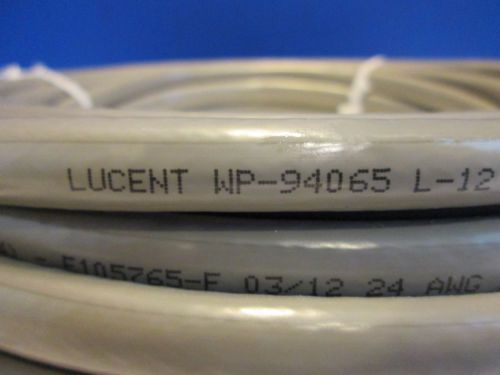 LUCENT WP-94065 L-12
- E105765-F 03/12 24 AWG